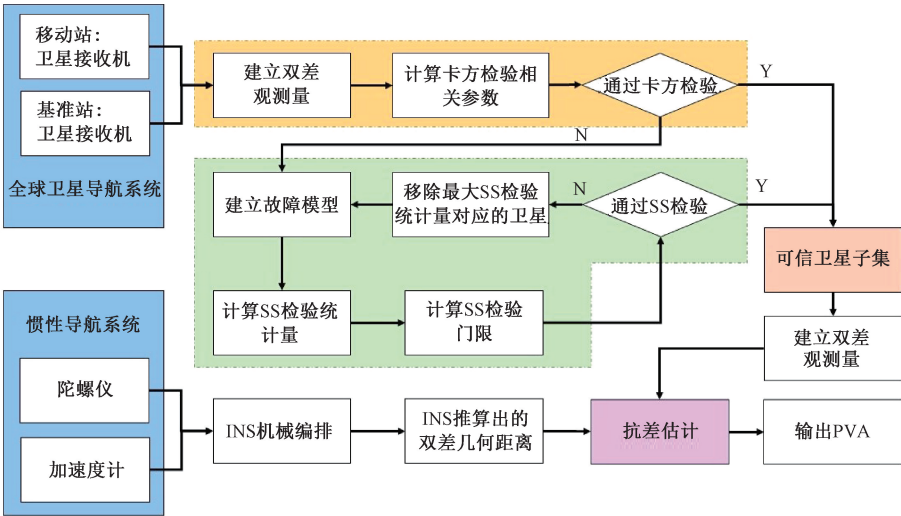 移动站：
卫星接收机
基准站：
卫星接收机
全球卫星导航系统
建立双差
观测量
计算卡方检验相
关参数
通过卡方检验
Y
N
建立故障模型
移除最大SS检验
统计量对应的卫星
N
通过SS检验
Y
计算SS检验统
计量
计算SS检验
门限
可信卫星子集
建立双差
观测量
惯性导航系统
陀螺仪
加速度计
INS机械编排
INS推算出的
双差几何距离
抗差估计
输出PVA